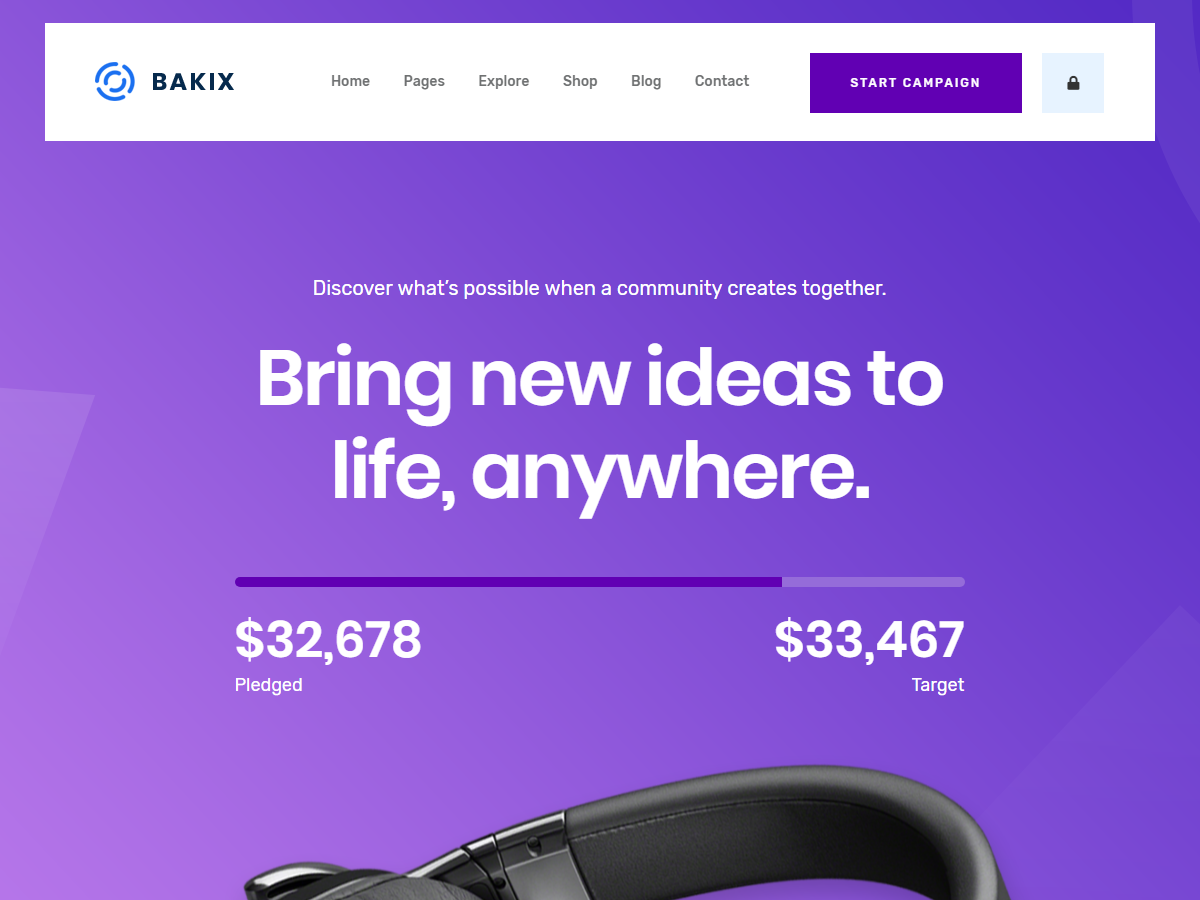 BAKIX
Home Pages Explore Shop Blog Contact
START CAMPAIGN
Discover what’s possible when a community creates together.
Bring new ideas to
life, anywhere.
$32,678 $33,467
Pledged Target